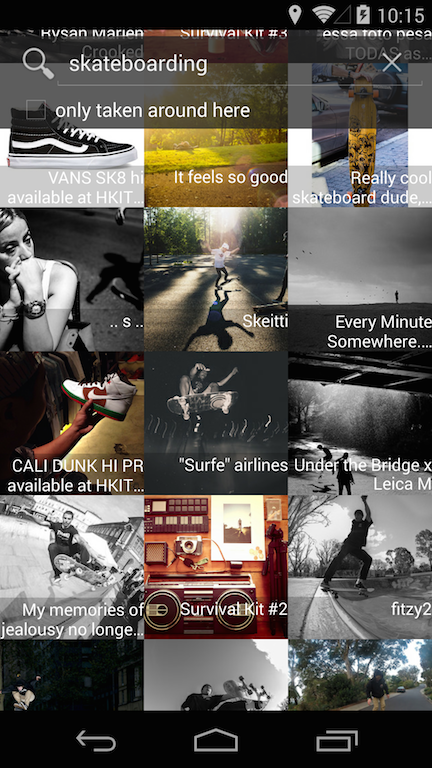 10:15
Rysan Marien
Crooked
Survival Kit #3
essa foto pesa
TODAS as…
skateboarding
only taken around here
VANS SK8 hi
available at HKIT…
It feels so good
Really cool
skateboard dude,…
.. s ..
Skeitti
Every Minute
Somewhere.…
CALI DUNK HI PR
available at HKIT…
"Surfe" airlines
Under the Bridge x
Leica M
My memories of
jealousy no longe…
Survival Kit #2
fitzy2